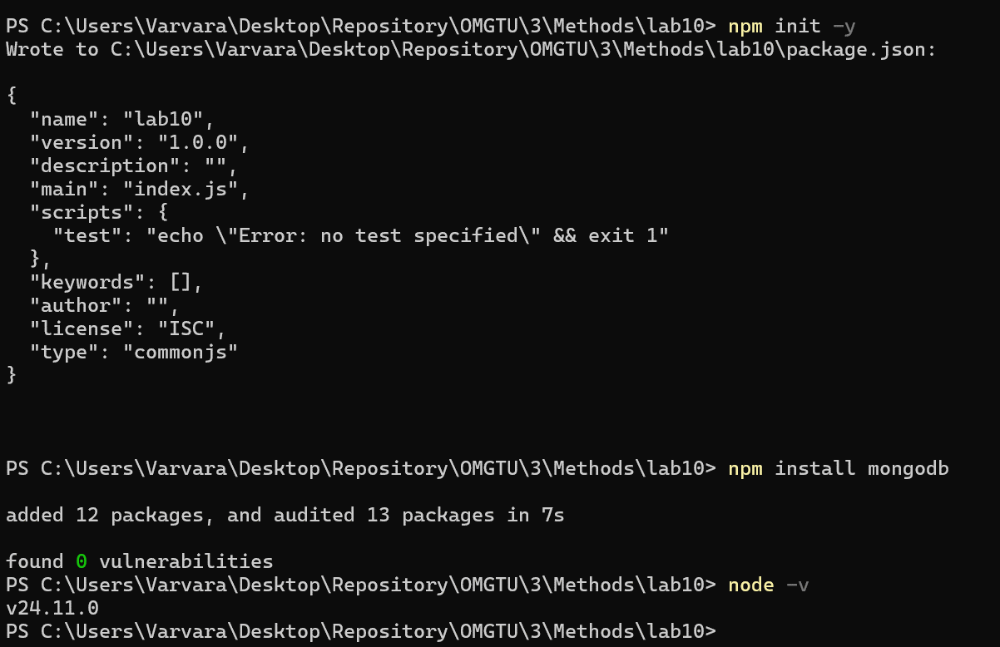 PS C:\Users\Varvara\Desktop\Repository\OMGTU\3\Methods\lab10> npm init -y
Wrote to C:\Users\Varvara\Desktop\Repository\OMGTU\3\Methods\lab10\package.json:
{
  "name": "lab10",
  "version": "1.0.0",
  "description": "",
  "main": "index.js",
  "scripts": {
    "test": "echo \"Error: no test specified\" && exit 1"
  },
  "keywords": [],
  "author": "",
  "license": "ISC",
  "type": "commonjs"
}
PS C:\Users\Varvara\Desktop\Repository\OMGTU\3\Methods\lab10> npm install mongodb
added 12 packages, and audited 13 packages in 7s
found 0 vulnerabilities
PS C:\Users\Varvara\Desktop\Repository\OMGTU\3\Methods\lab10> node -v
v24.11.0
PS C:\Users\Varvara\Desktop\Repository\OMGTU\3\Methods\lab10>